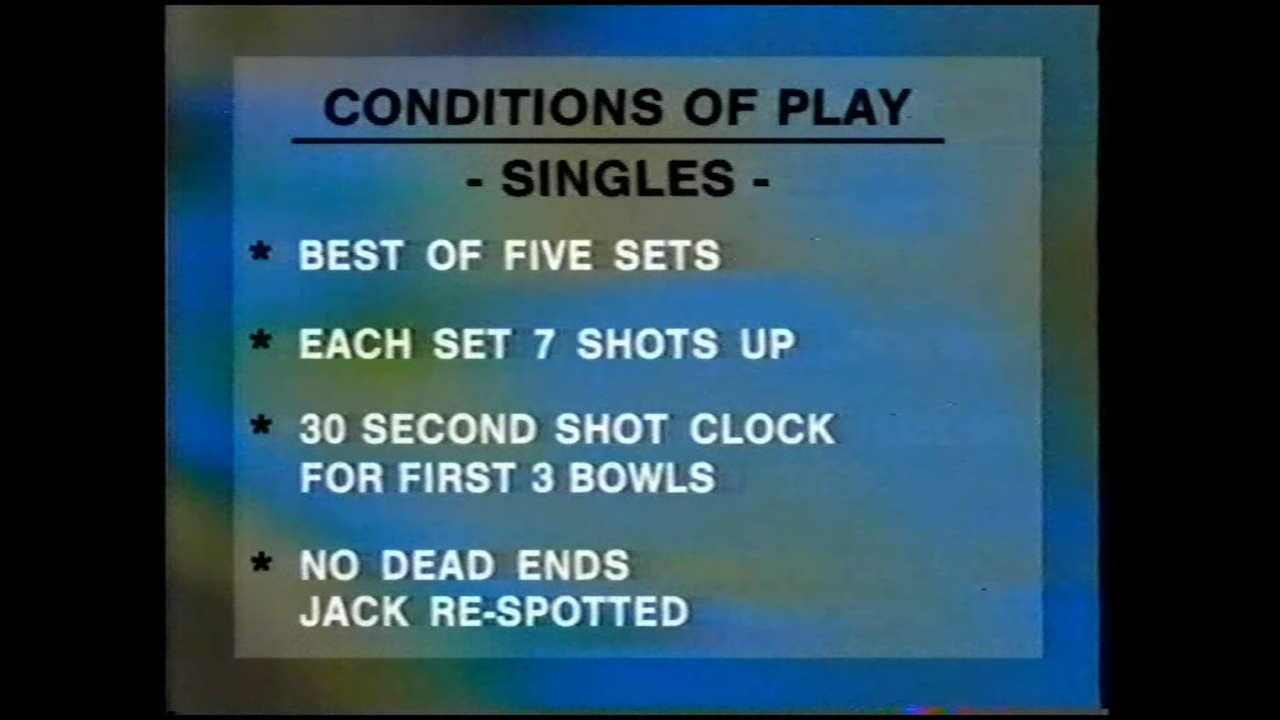 CONDITIONS OF PLAY
- SINGLES -
* BEST OF FIVE SETS
* EACH SET 7 SHOTS UP
* 30 SECOND SHOT CLOCK
FOR FIRST 3 BOWLS
* NO DEAD ENDS
JACK RE-SPOTTED